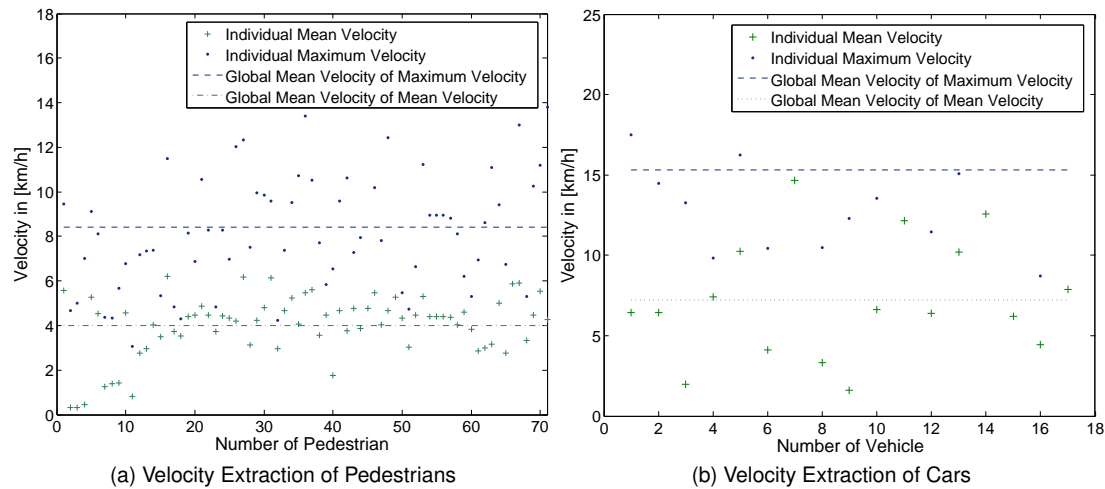 18
16
14
12
10
8
6
4
2
0
Velocity in [km/h]
Individual Mean Velocity
Individual Maximum Velocity
Global Mean Velocity of Maximum Velocity
Global Mean Velocity of Mean Velocity
0 10 20 30 40 50 60 70
Number of Pedestrian
(a) Velocity Extraction of Pedestrians
25
20
15
10
5
0
Velocity in [km/h]
Individual Mean Velocity
Individual Maximum Velocity
Global Mean Velocity of Maximum Velocity
Global Mean Velocity of Mean Velocity
0 2 4 6 8 10 12 14 16 18
Number of Vehicle
(b) Velocity Extraction of Cars